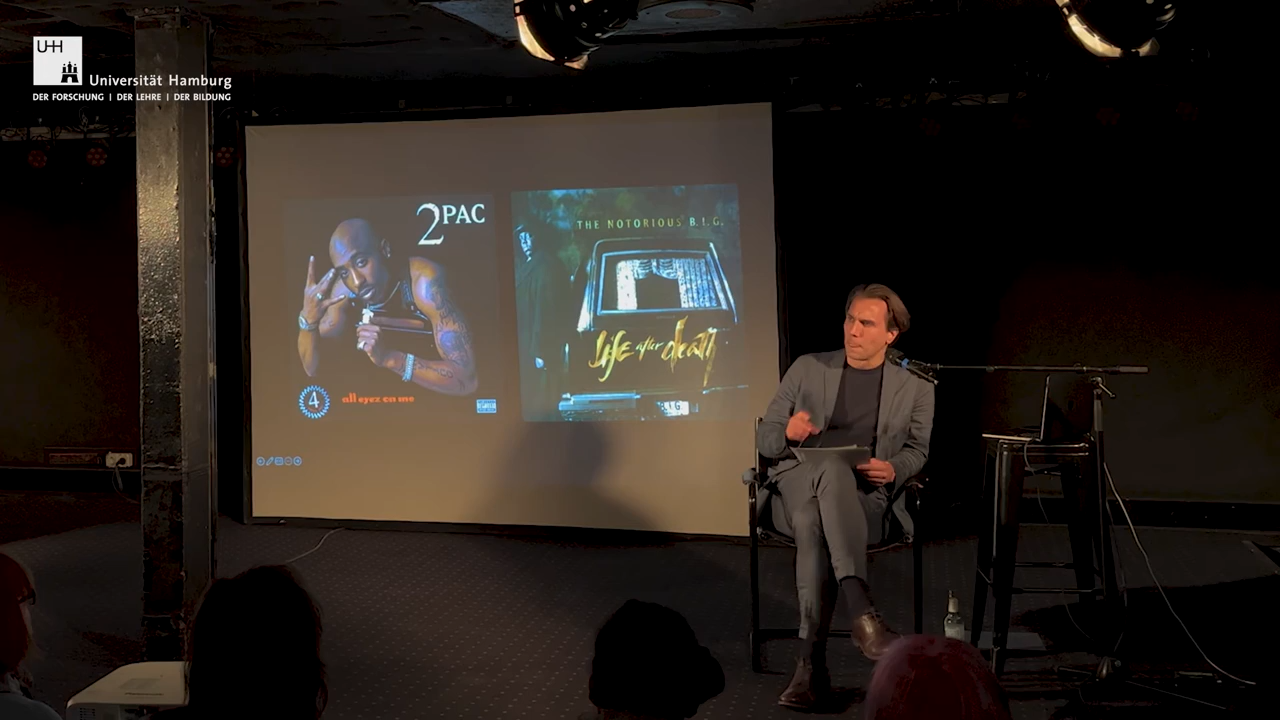 UHH
Universität Hamburg
DER FORSCHUNG | DER LEHRE | DER BILDUNG
2PAC
4
all eyez on me
THE NOTORIOUS B.I.G.
Life after death
B.I.G.